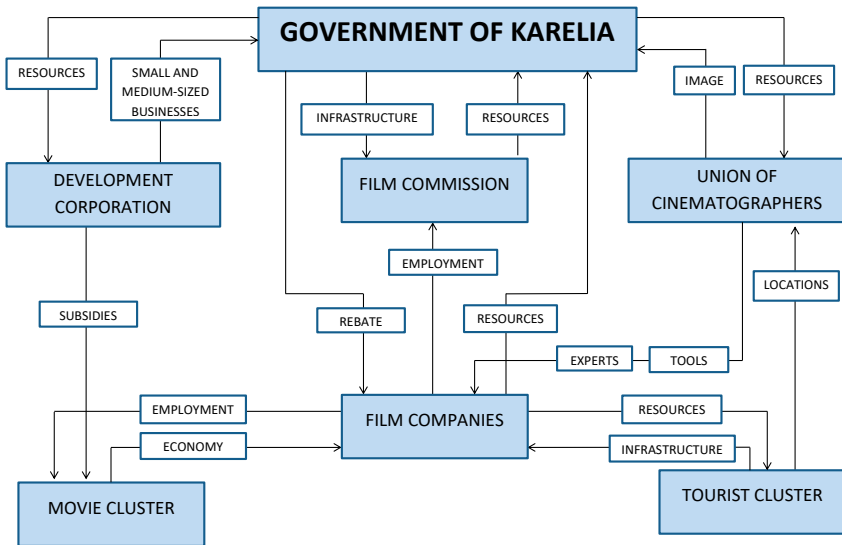 GOVERNMENT OF KARELIA
RESOURCES
SMALL AND
MEDIUM-SIZED
BUSINESSES
IMAGE
RESOURCES
INFRASTRUCTURE
RESOURCES
DEVELOPMENT
CORPORATION
FILM COMMISSION
UNION OF
CINEMATOGRAPHERS
EMPLOYMENT
LOCATIONS
SUBSIDIES
REBATE
RESOURCES
EXPERTS
TOOLS
EMPLOYMENT
FILM COMPANIES
RESOURCES
ECONOMY
INFRASTRUCTURE
MOVIE CLUSTER
TOURIST CLUSTER